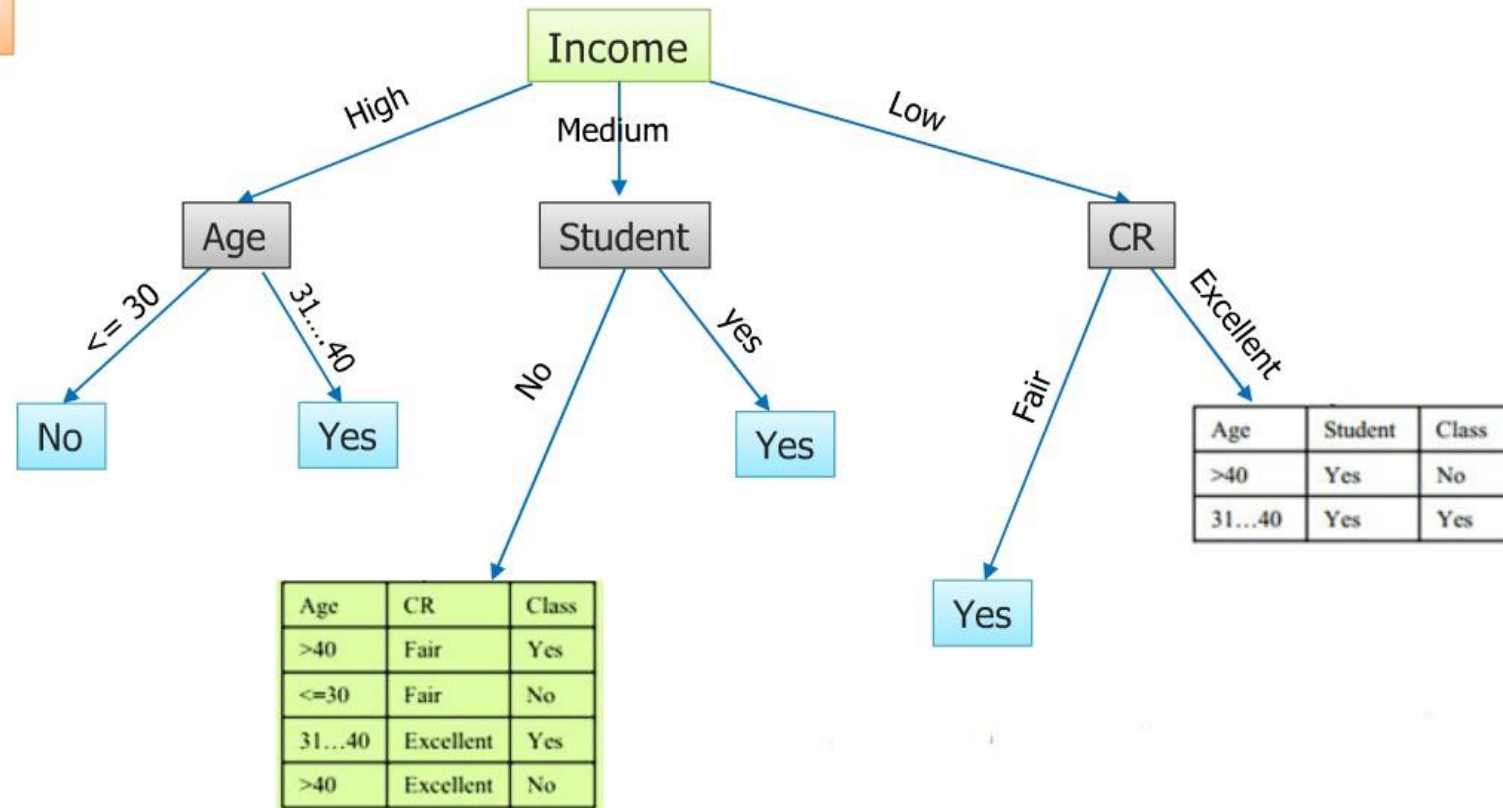 Income
High
Medium
Low
Age
Student
CR
<= 30
31....40
No
yes
Fair
Excellent
No
Yes
Yes
Age Student Class
>40 Yes No
31...40 Yes Yes
Yes
Age CR Class
>40 Fair Yes
<=30 Fair No
31...40 Excellent Yes
>40 Excellent No